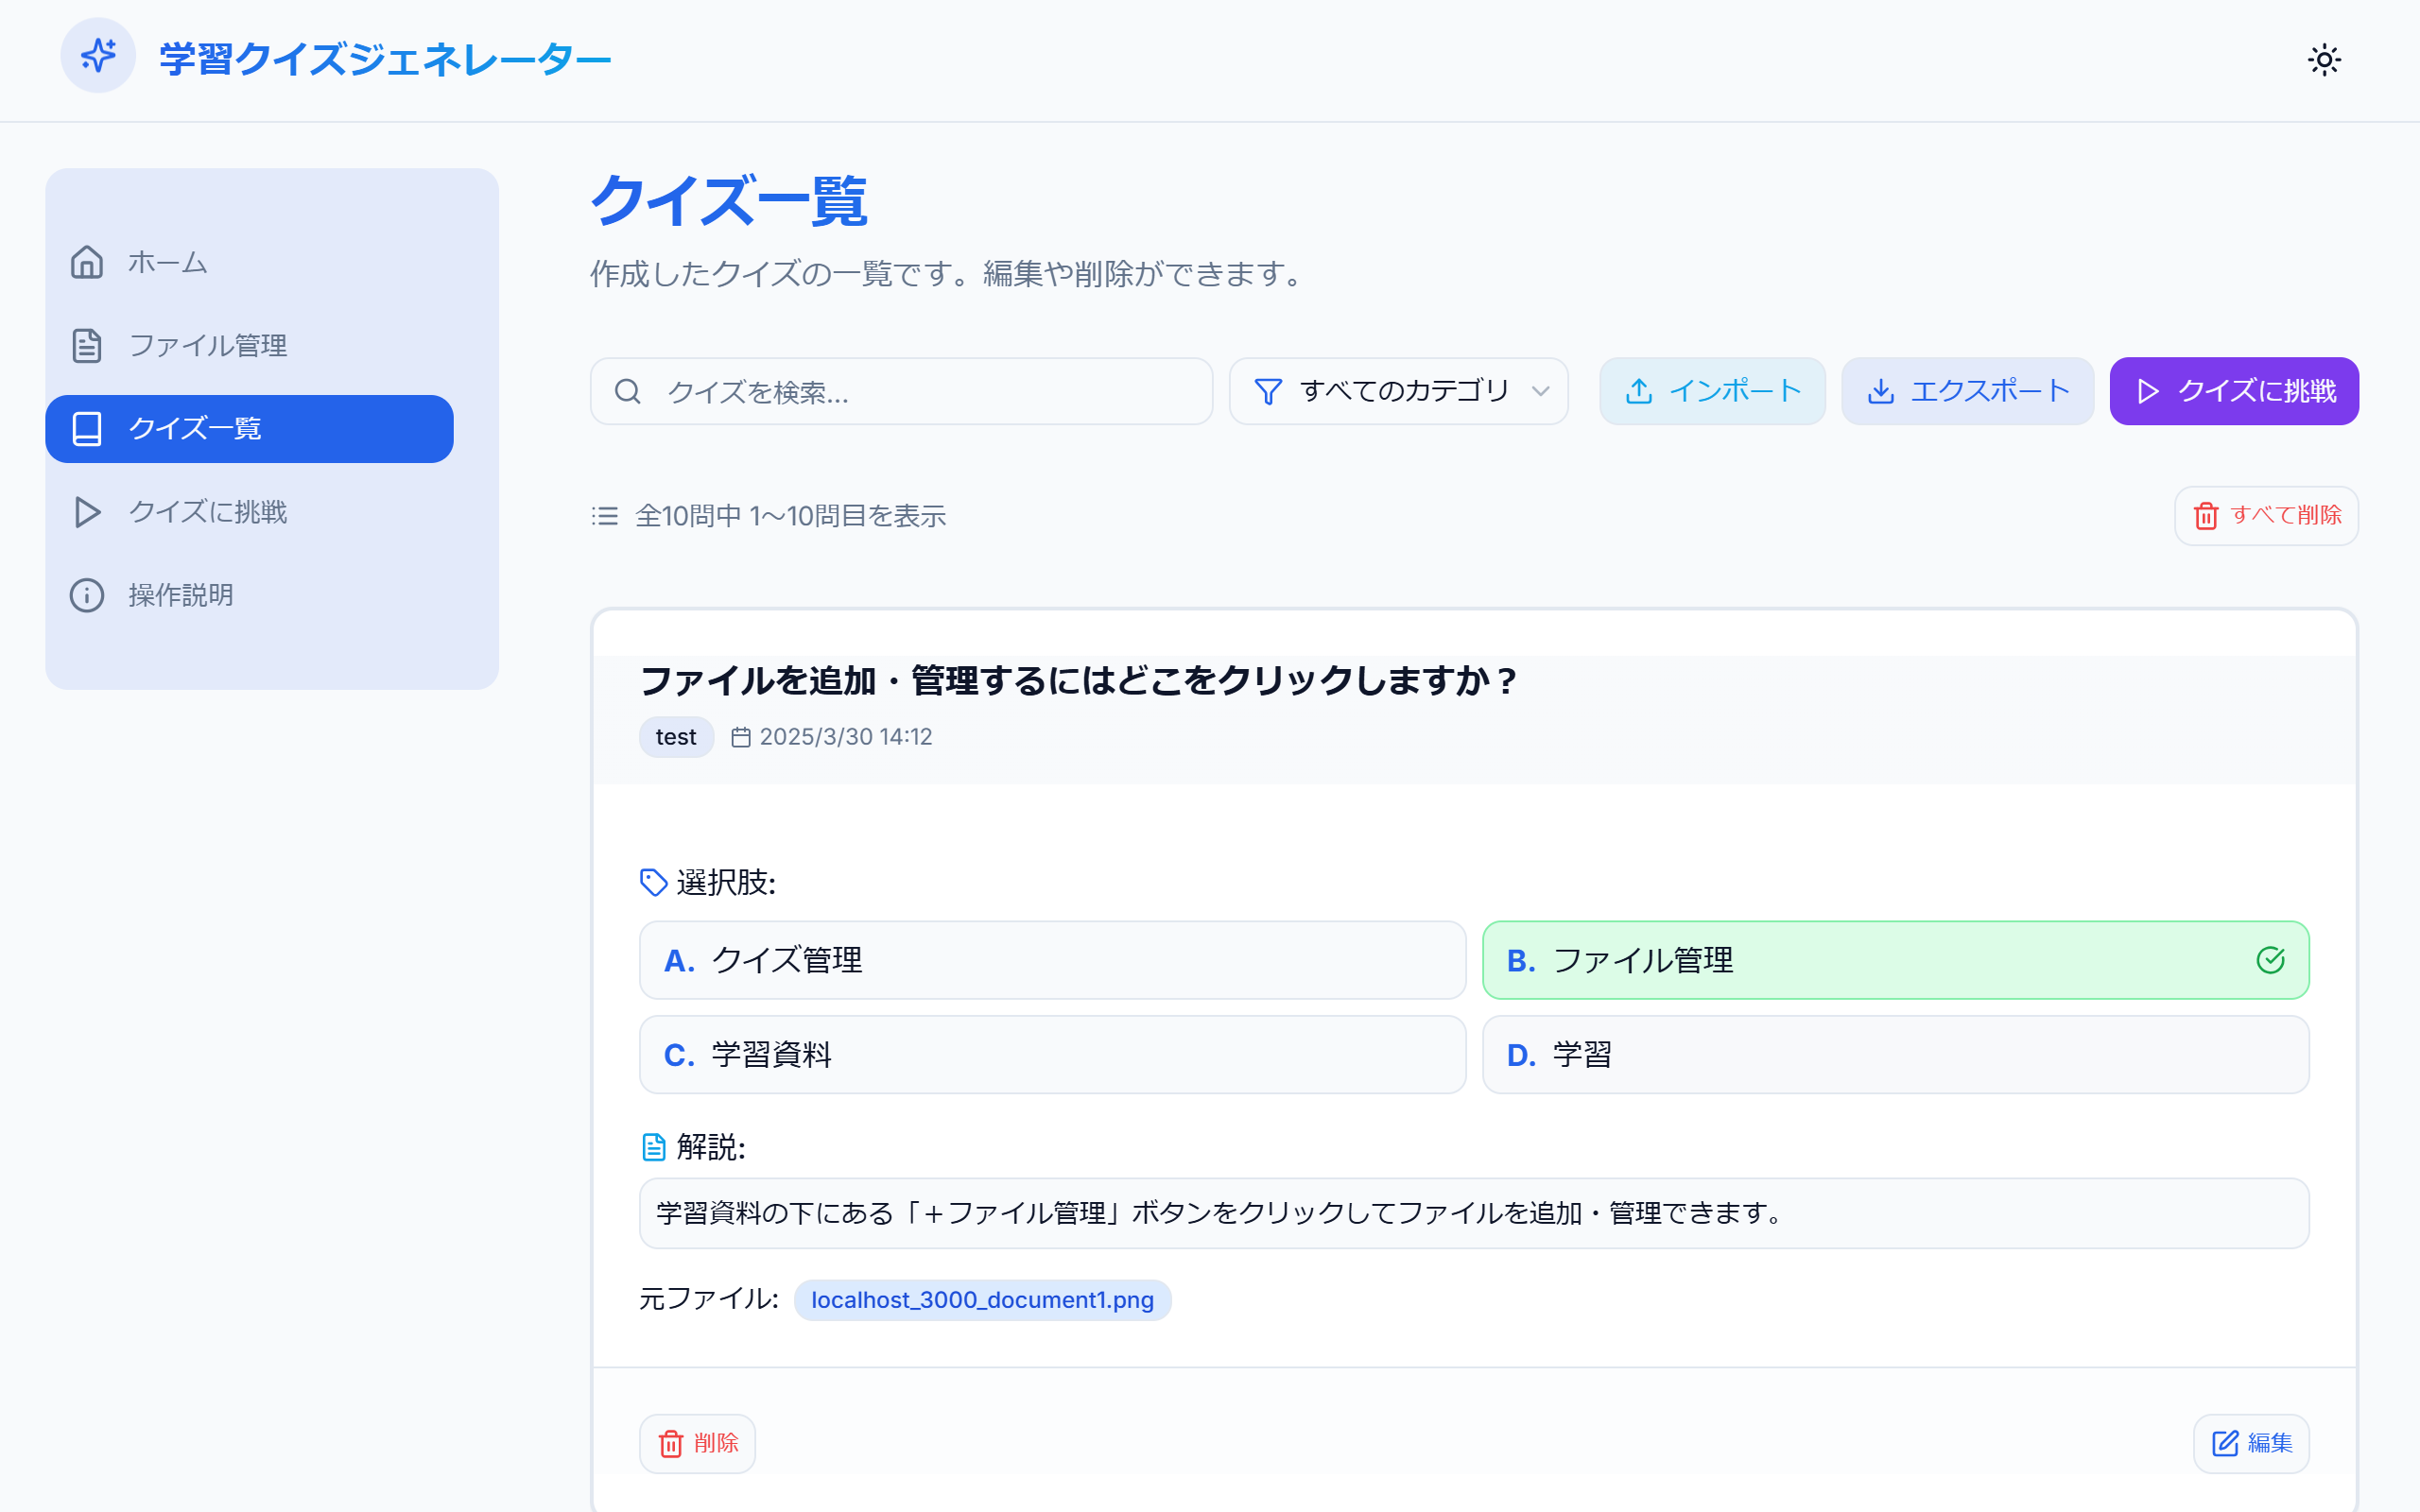 学習クイズジェネレーター
ホーム
ファイル管理
クイズ一覧
クイズに挑戦
操作説明
クイズ一覧
作成したクイズの一覧です。編集や削除ができます。
クイズを検索...
すべてのカテゴリ
インポート
エクスポート
クイズに挑戦
全10問中 1〜10問目を表示
すべて削除
ファイルを追加・管理するにはどこをクリックしますか？
test 2025/3/30 14:12
選択肢:
A. クイズ管理
B. ファイル管理
C. 学習資料
D. 学習
解説:
学習資料の下にある「＋ファイル管理」ボタンをクリックしてファイルを追加・管理できます。
元ファイル: localhost_3000_document1.png
削除
編集